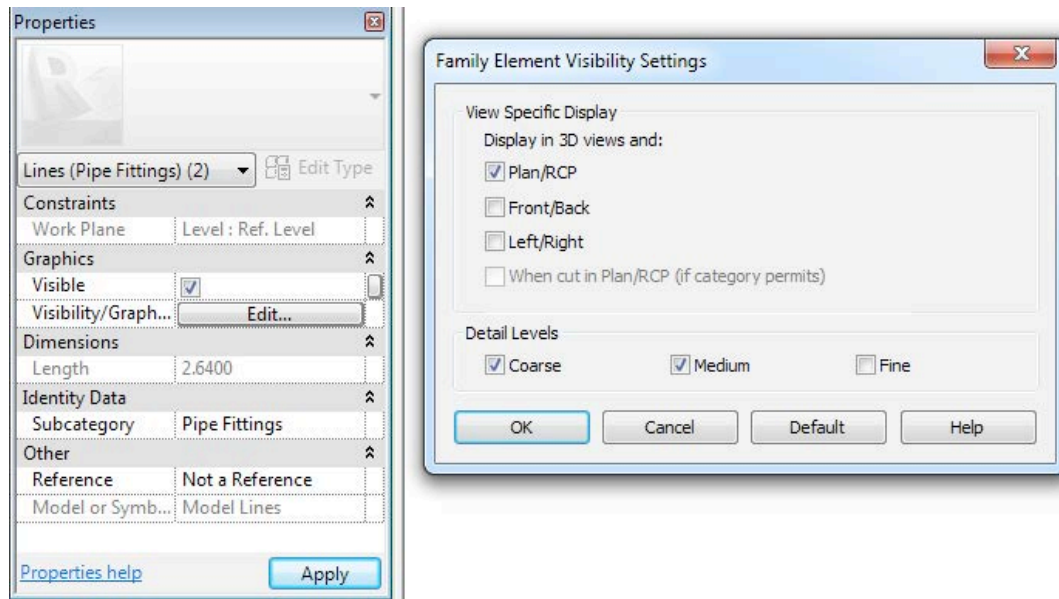 Properties
Lines (Pipe Fittings) (2)
Edit Type
Constraints
Work Plane Level : Ref. Level
Graphics
Visible
Visibility/Graph... Edit...
Dimensions
Length 2.6400
Identity Data
Subcategory Pipe Fittings
Other
Reference Not a Reference
Model or Symb... Model Lines
Properties help Apply
Family Element Visibility Settings
View Specific Display
Display in 3D views and:
Plan/RCP
Front/Back
Left/Right
When cut in Plan/RCP (if category permits)
Detail Levels
Coarse Medium Fine
OK Cancel Default Help